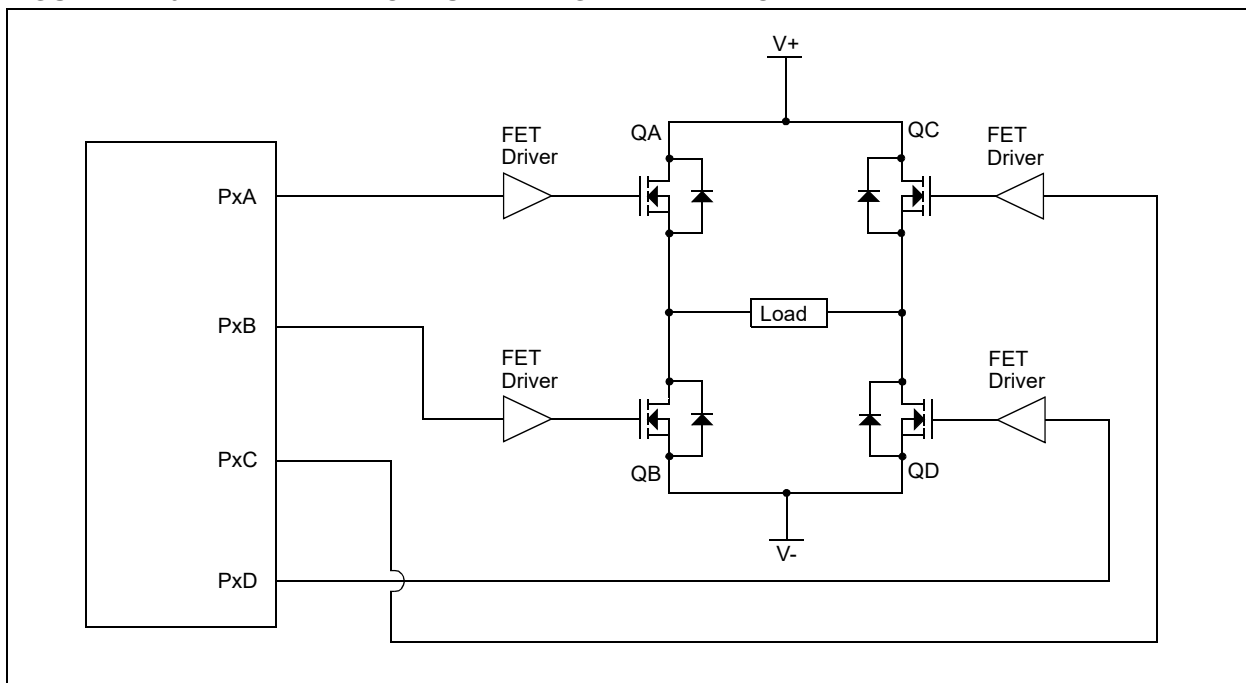 V+
FET
Driver
QA
QC
FET
Driver
PxA
Load
PxB
FET
Driver
FET
Driver
PxC
QB
QD
V-
PxD